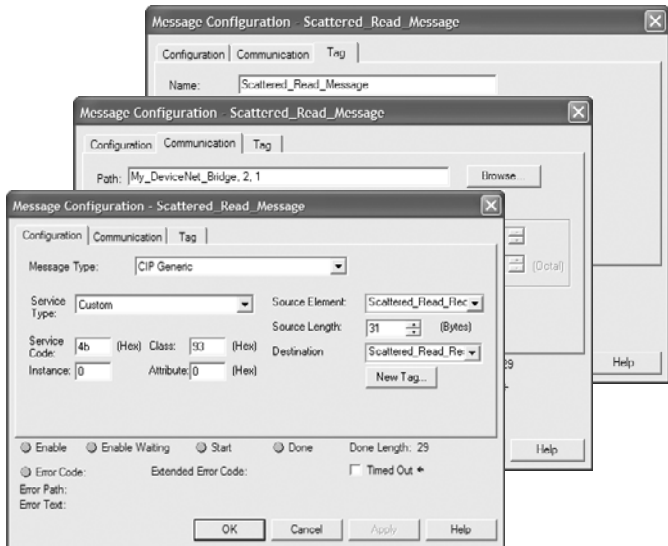 Message Configuration - Scattered_Read_Message
Configuration Communication Tag
Name: Scattered_Read_Message
Message Configuration - Scattered_Read_Message
Configuration Communication Tag
Path: My_DeviceNet_Bridge, 2, 1 Browse...
(Octal)
Message Configuration - Scattered_Read_Message
Configuration Communication Tag
Message Type: CIP Generic
Service Type: Custom Source Element: Scattered_Read_Rec
Source Length: 31 (Bytes)
Service Code: 4b (Hex) Class: 93 (Hex) Destination Scattered_Read_Re
Instance: 0 Attribute: 0 (Hex) New Tag...
Enable Enable Waiting Start Done Done Length: 29
Error Code: Extended Error Code: Timed Out
Error Path:
Error Text:
OK Cancel Apply Help
29
Help
Help